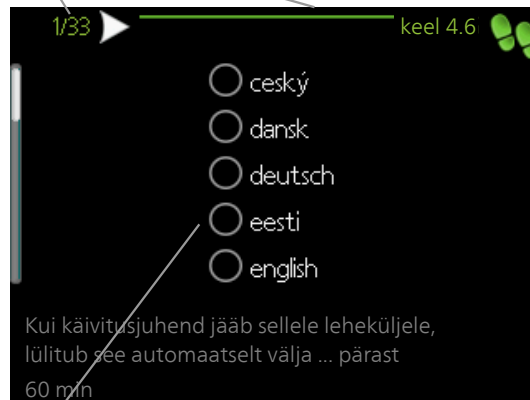 1/33
keel 4.6
ceský
dansk
deutsch
eesti
english
Kui käivitusjuhend jääb sellele leheküljele,
lülitub see automaatselt välja ... pärast
60 min